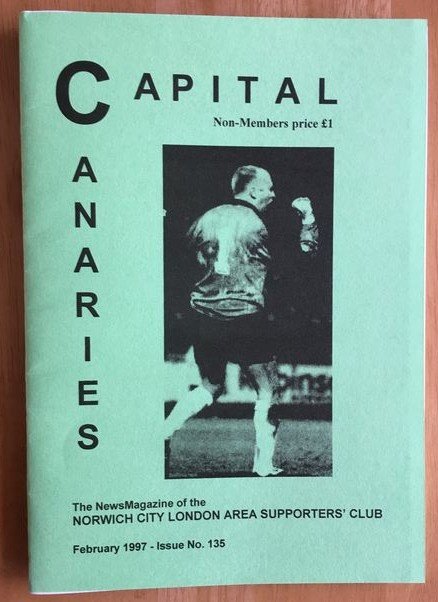 CAPITAL
CANARIES
Non-Members price £1
The NewsMagazine of the
NORWICH CITY LONDON AREA SUPPORTERS' CLUB
February 1997 - Issue No. 135